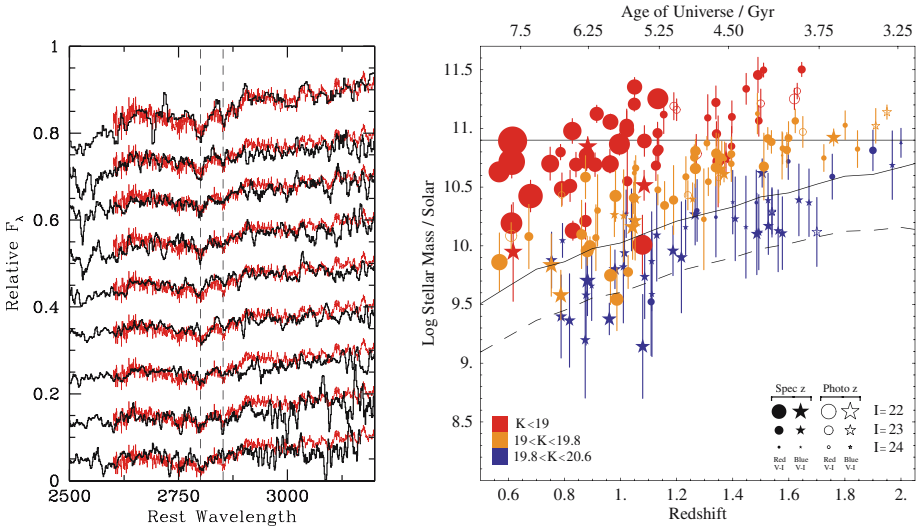 1
0.8
0.6
0.4
0.2
0
Relative F λ
2500 2750 3000
Rest Wavelength
Age of Universe / Gyr
7.5 6.25 5.25 4.50 3.75 3.25
11.5
11.
10.5
10.
9.5
9.
8.5
Log Stellar Mass / Solar
K<19
19<K<19.8
19.8<K<20.6
Spec z Photo z
I=22
I=23
I=24
Red V-I Blue V-I Red V-I Blue V-I
0.6 0.8 1. 1.2 1.4 1.6 1.8 2.
Redshift